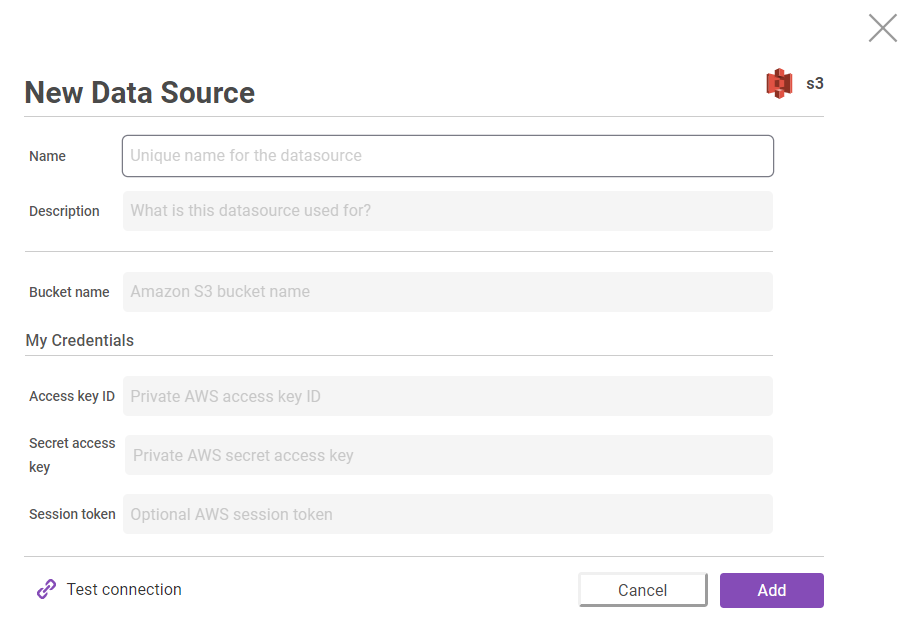 New Data Source
s3
Name
Unique name for the datasource
Description
What is this datasource used for?
Bucket name
Amazon S3 bucket name
My Credentials
Access key ID
Private AWS access key ID
Secret access
key
Private AWS secret access key
Session token
Optional AWS session token
Test connection
Cancel
Add